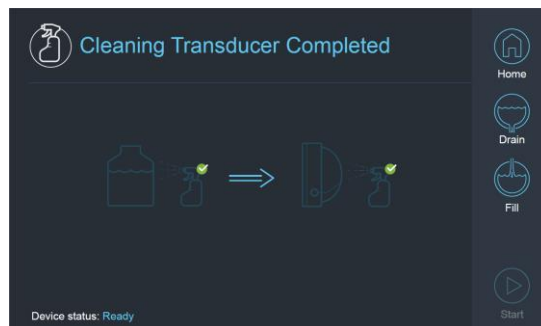 Cleaning Transducer Completed
Home
Drain
Fill
Start
Device status: Ready